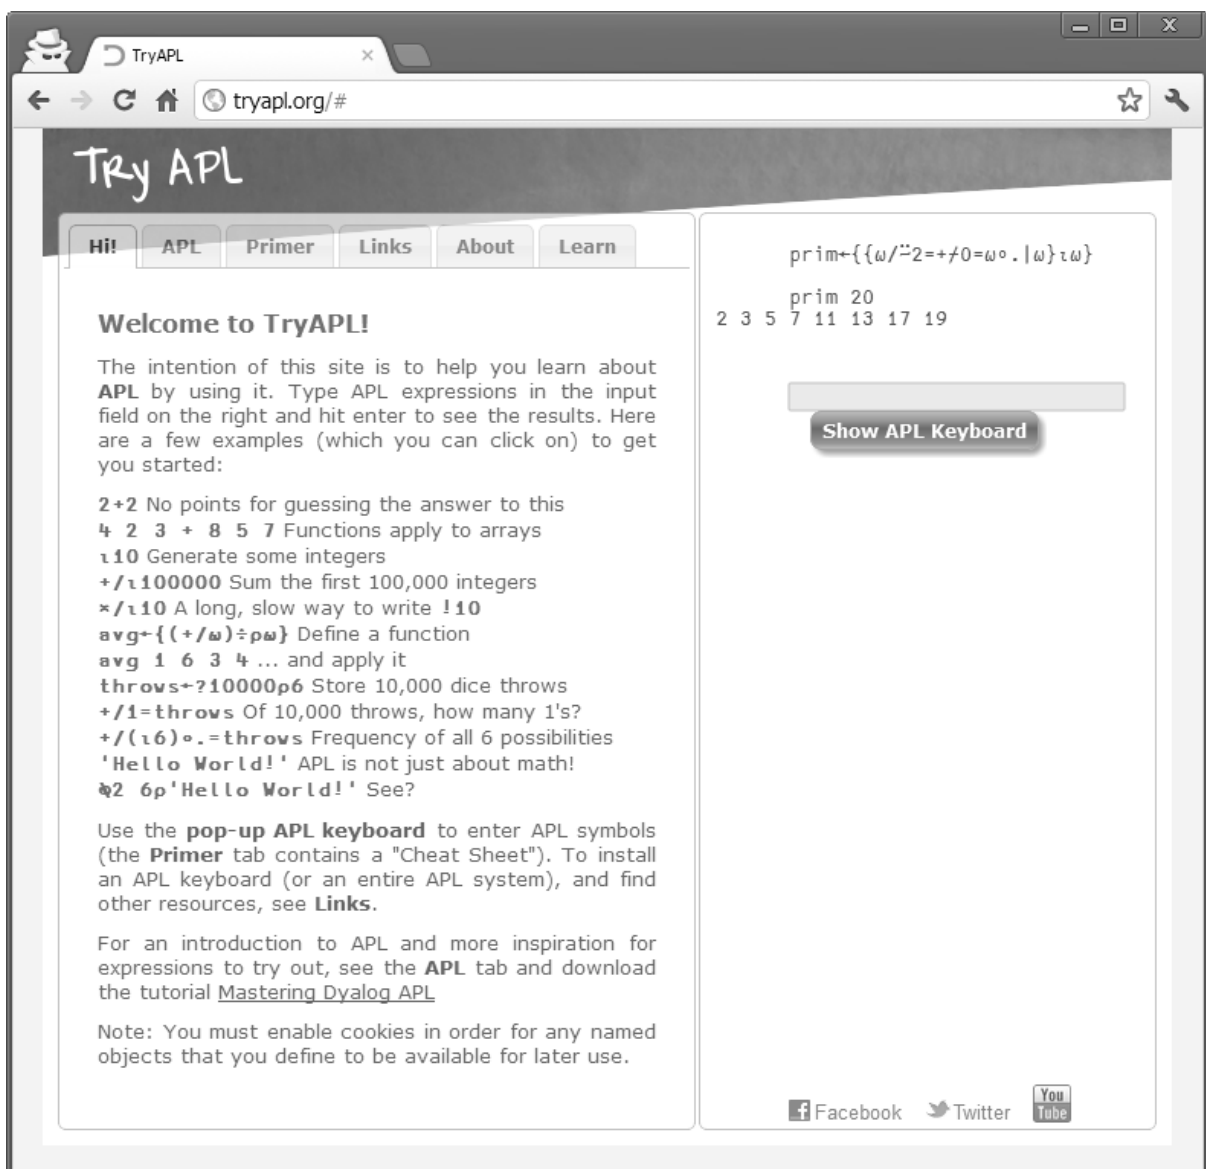 TryAPL
tryapl.org/#
Try APL
Hi! APL Primer Links About Learn
Welcome to TryAPL!
The intention of this site is to help you learn about
APL by using it. Type APL expressions in the input
field on the right and hit enter to see the results. Here
are a few examples (which you can click on) to get
you started:
2+2 No points for guessing the answer to this
4 2 3 + 8 5 7 Functions apply to arrays
⍳10 Generate some integers
+/⍳100000 Sum the first 100,000 integers
×/⍳10 A long, slow way to write !10
avg←{(+/⍵)÷⍴⍵} Define a function
avg 1 6 3 4 ... and apply it
throws←?10000⍴6 Store 10,000 dice throws
+/1=throws Of 10,000 throws, how many 1's?
+/(⍳6)∘.=throws Frequency of all 6 possibilities
'Hello World!' APL is not just about math!
⍉2 6⍴'Hello World!' See?
Use the pop-up APL keyboard to enter APL symbols
(the Primer tab contains a "Cheat Sheet"). To install
an APL keyboard (or an entire APL system), and find
other resources, see Links.
For an introduction to APL and more inspiration for
expressions to try out, see the APL tab and download
the tutorial Mastering Dyalog APL
Note: You must enable cookies in order for any named
objects that you define to be available for later use.
prim←{{⍵/⍨2=+⌿0=⍵∘.|⍵}⍳⍵}
prim 20
2 3 5 7 11 13 17 19
Show APL Keyboard
Facebook Twitter You
Tube